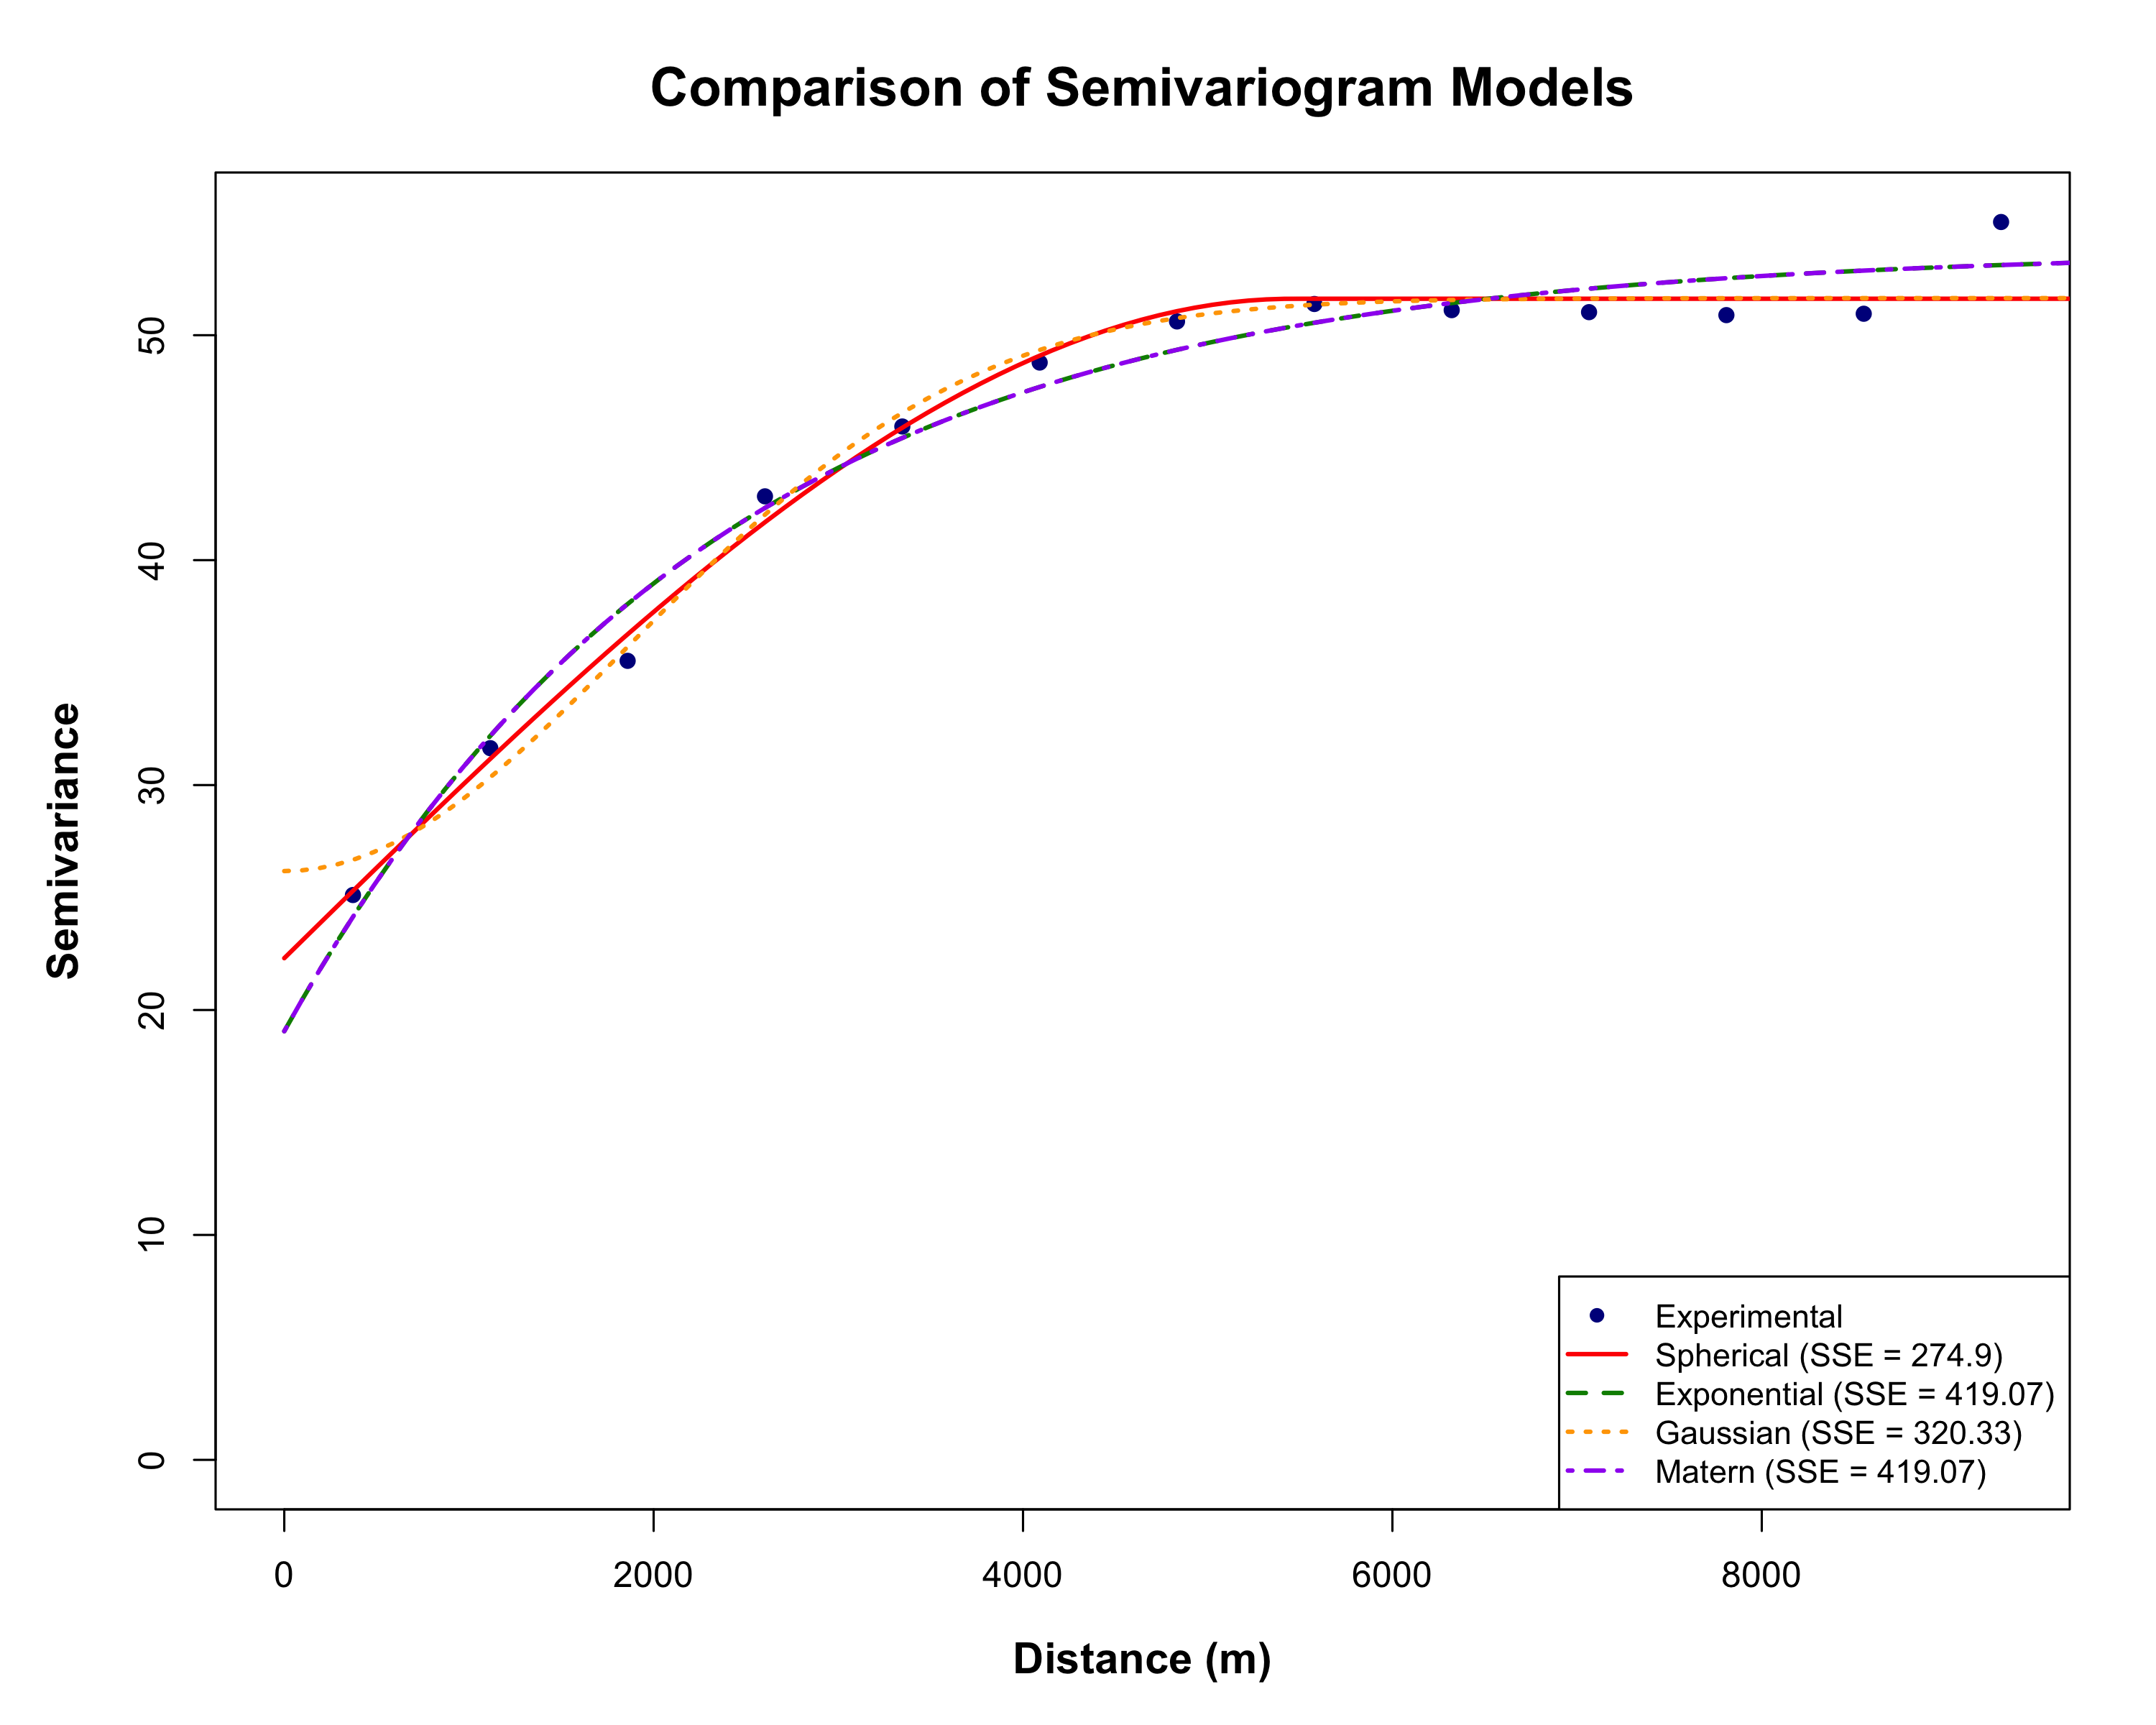 Comparison of Semivariogram Models
Semivariance
50
40
30
20
10
0
Experimental
Spherical (SSE = 274.9)
Exponential (SSE = 419.07)
Gaussian (SSE = 320.33)
Matern (SSE = 419.07)
0 2000 4000 6000 8000
Distance (m)